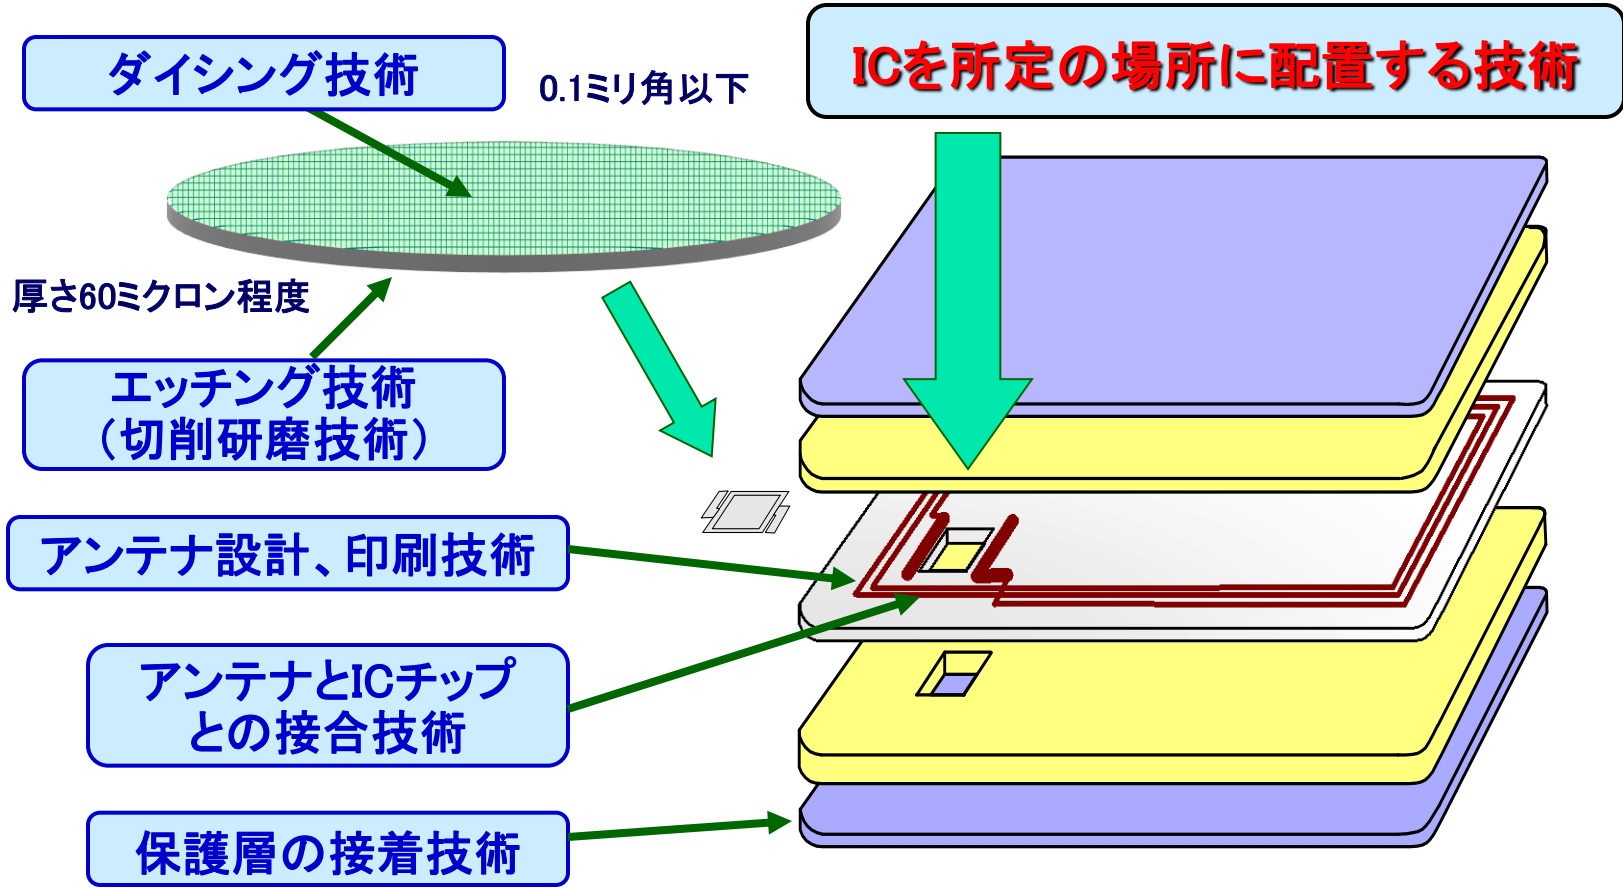 ダイシング技術
0.1ミリ角以下
ICを所定の場所に配置する技術
厚さ60ミクロン程度
エッチング技術
（切削研磨技術）
アンテナ設計、印刷技術
アンテナとICチップ
との接合技術
保護層の接着技術